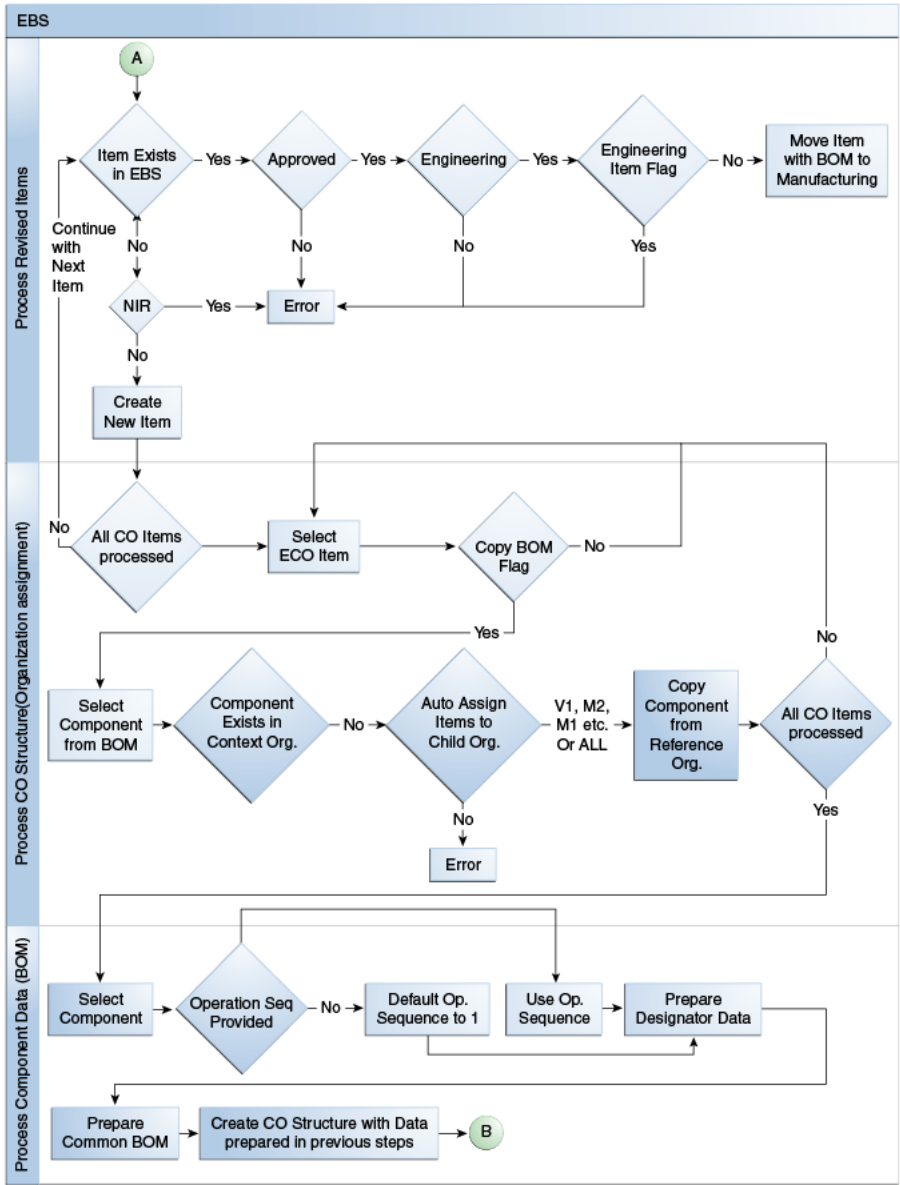 EBS
Process Revised Items
A
Item Exists
in EBS
Yes
Approved
Yes
Engineering
Yes
Engineering
Item Flag
No
Move Item
with BOM to
Manufacturing
Continue
with
Next
Item
No
No
No
Yes
NIR
Yes
Error
No
Create
New Item
Process CO Structure(Organization assignment)
No
All CO Items
processed
Select
ECO Item
Copy BOM
Flag
No
Yes
No
Select
Component
from BOM
Component
Exists in
Context Org.
No
Auto Assign
Items to
Child Org.
V1, M2,
M1 etc.
Or ALL
Copy
Component
from
Reference
Org.
All CO Items
processed
No
Yes
Error
Process Component Data (BOM)
Select
Component
Operation Seq
Provided
No
Default Op.
Sequence to 1
Use Op.
Sequence
Prepare
Designator Data
Prepare
Common BOM
Create CO Structure with Data
prepared in previous steps
B